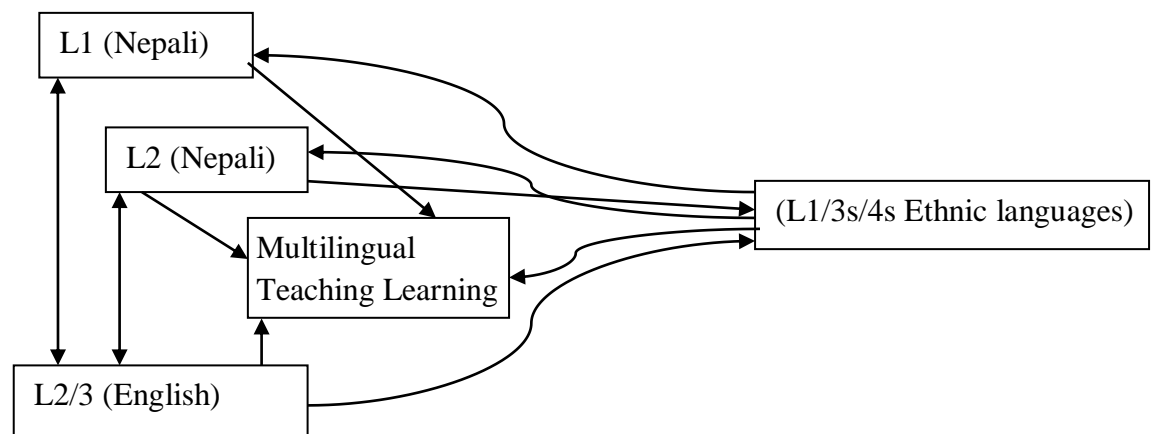 L1 (Nepali)
L2 (Nepali)
(L1/3s/4s Ethnic languages)
Multilingual
Teaching Learning
L2/3 (English)